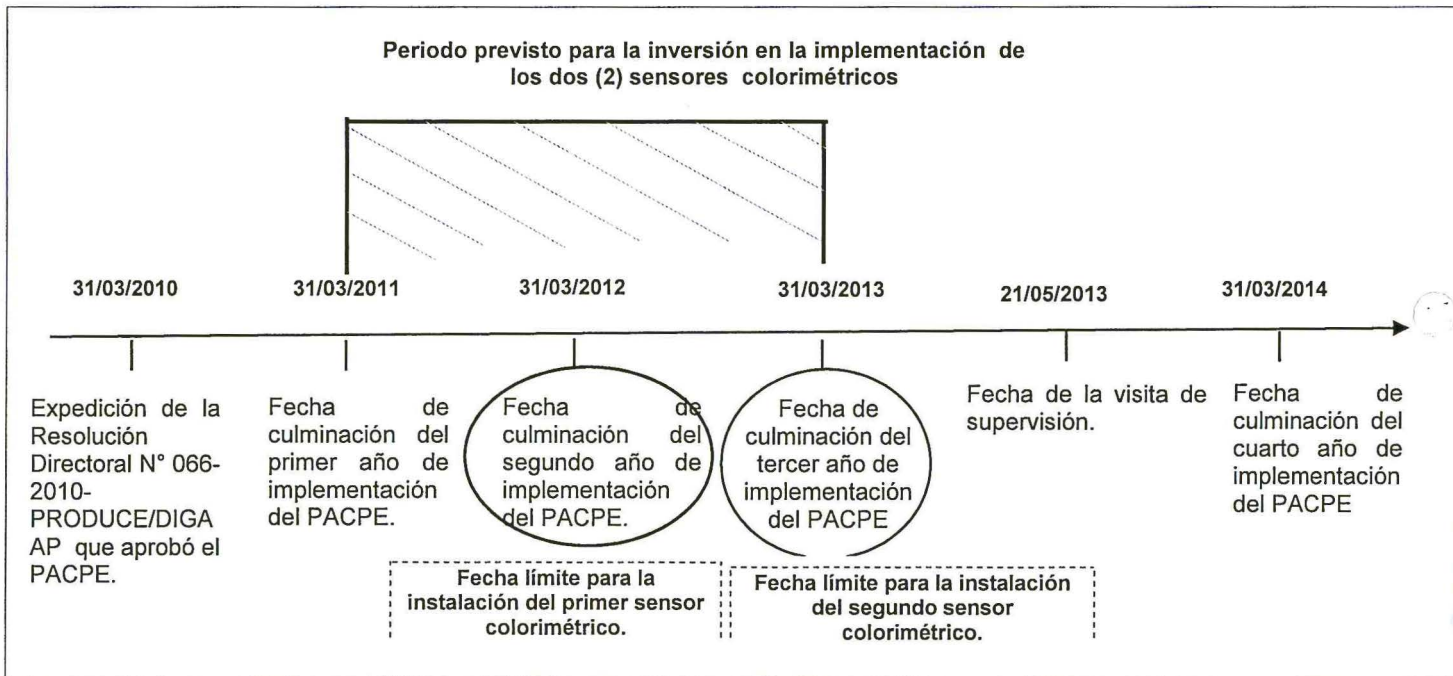 Periodo previsto para la inversión en la implementación de
los dos (2) sensores colorimétricos
31/03/2010
31/03/2011
31/03/2012
31/03/2013
21/05/2013
31/03/2014
Expedición de la
Resolución
Directoral N° 066-
2010-
PRODUCE/DIGA
AP que aprobó el
PACPE.
Fecha de
culminación del
primer año de
implementación
del PACPE.
Fecha de
culminación del
segundo año de
implementación
del PACPE.
Fecha de
culminación del
tercer año de
implementación
del PACPE
Fecha de la visita de
supervisión.
Fecha de
culminación del
cuarto año de
implementación
del PACPE
Fecha límite para la
instalación del primer sensor
colorimétrico.
Fecha límite para la instalación
del segundo sensor
colorimétrico.